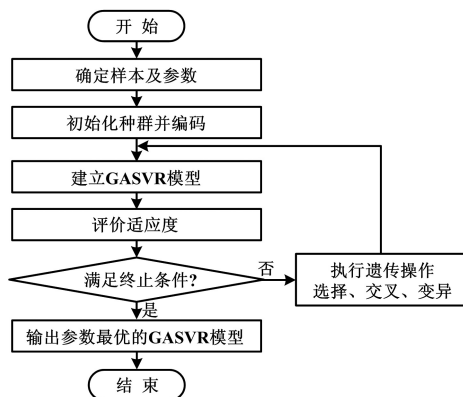 开 始
确定样本及参数
初始化种群并编码
建立GASVR模型
评价适应度
满足终止条件?
否
执行遗传操作
选择、交叉、变异
是
输出参数最优的GASVR模型
结 束